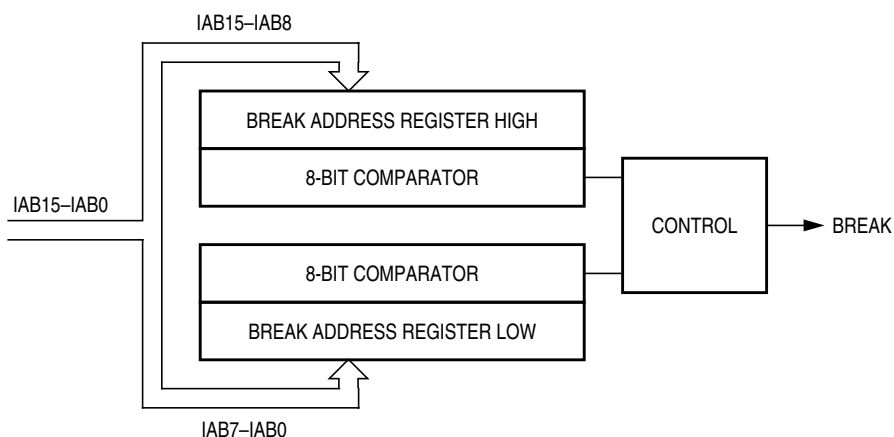 IAB15–IAB8
BREAK ADDRESS REGISTER HIGH
8-BIT COMPARATOR
IAB15–IAB0
CONTROL
BREAK
8-BIT COMPARATOR
BREAK ADDRESS REGISTER LOW
IAB7–IAB0